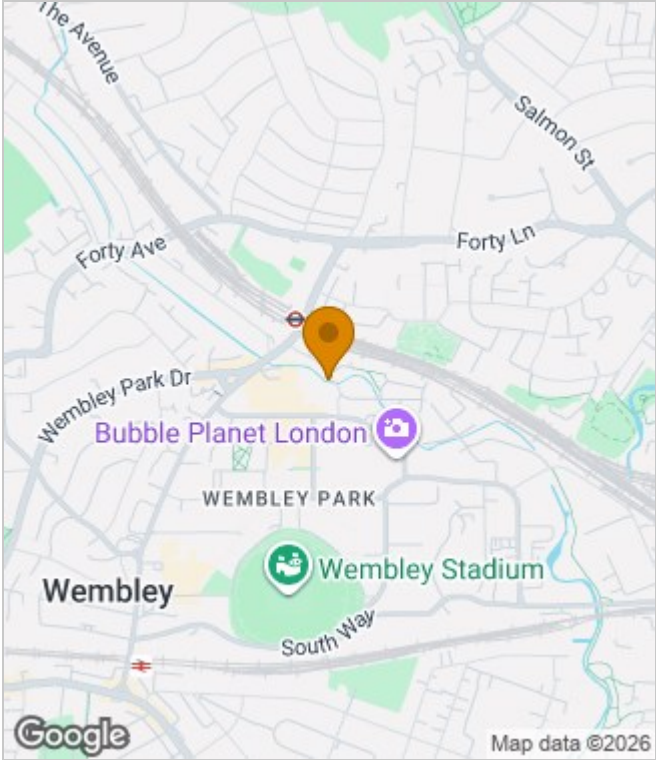 The Avenue
Salmon St
Forty Ave
Forty Ln
Wembley Park Dr
Bubble Planet London
WEMBLEY PARK
Wembley Stadium
Wembley
South Way
Google
Map data ©2026